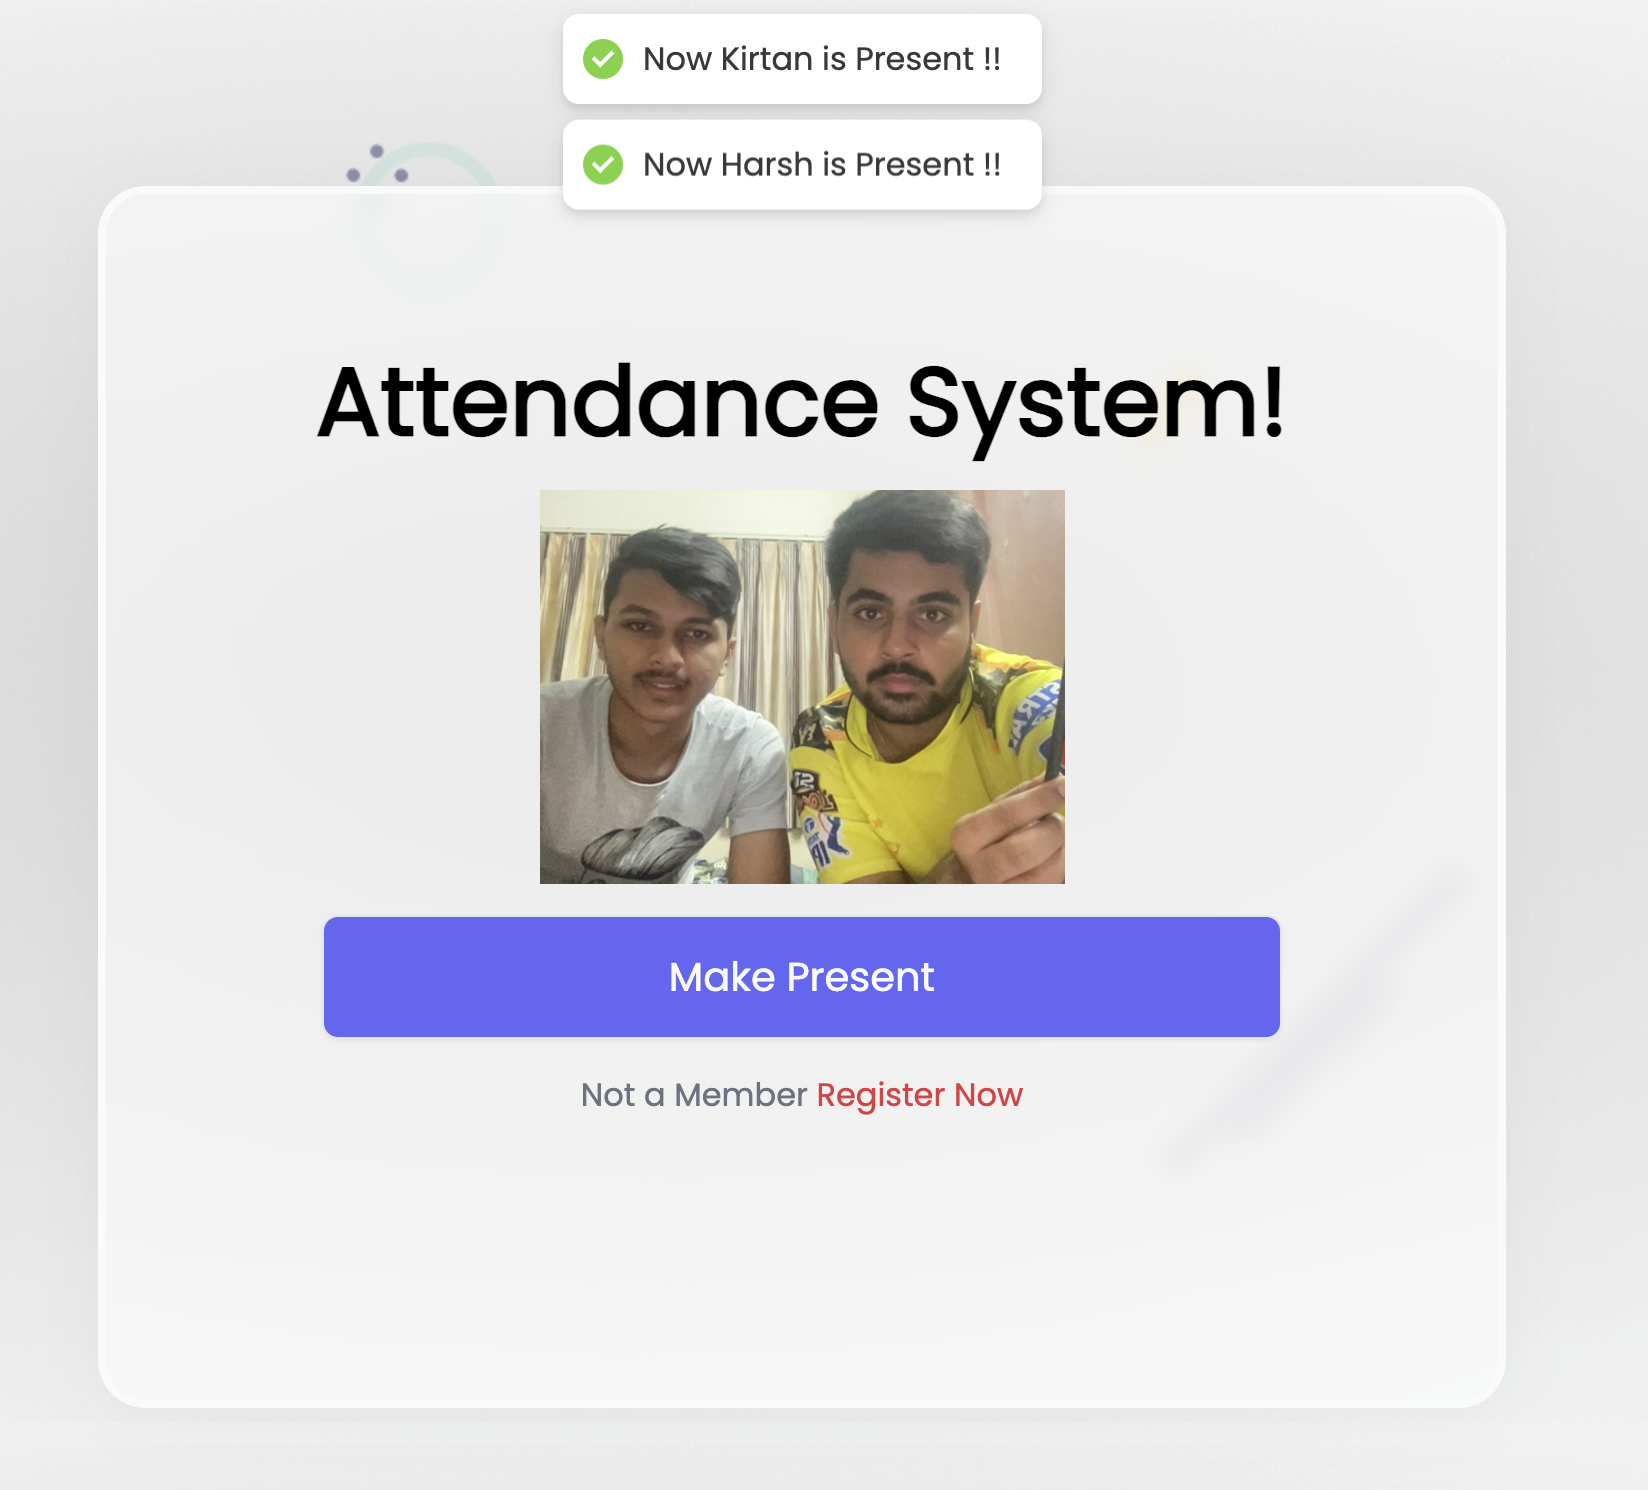 Now Kirtan is Present !!
Now Harsh is Present !!
Attendance System!
Make Present
Not a Member Register Now